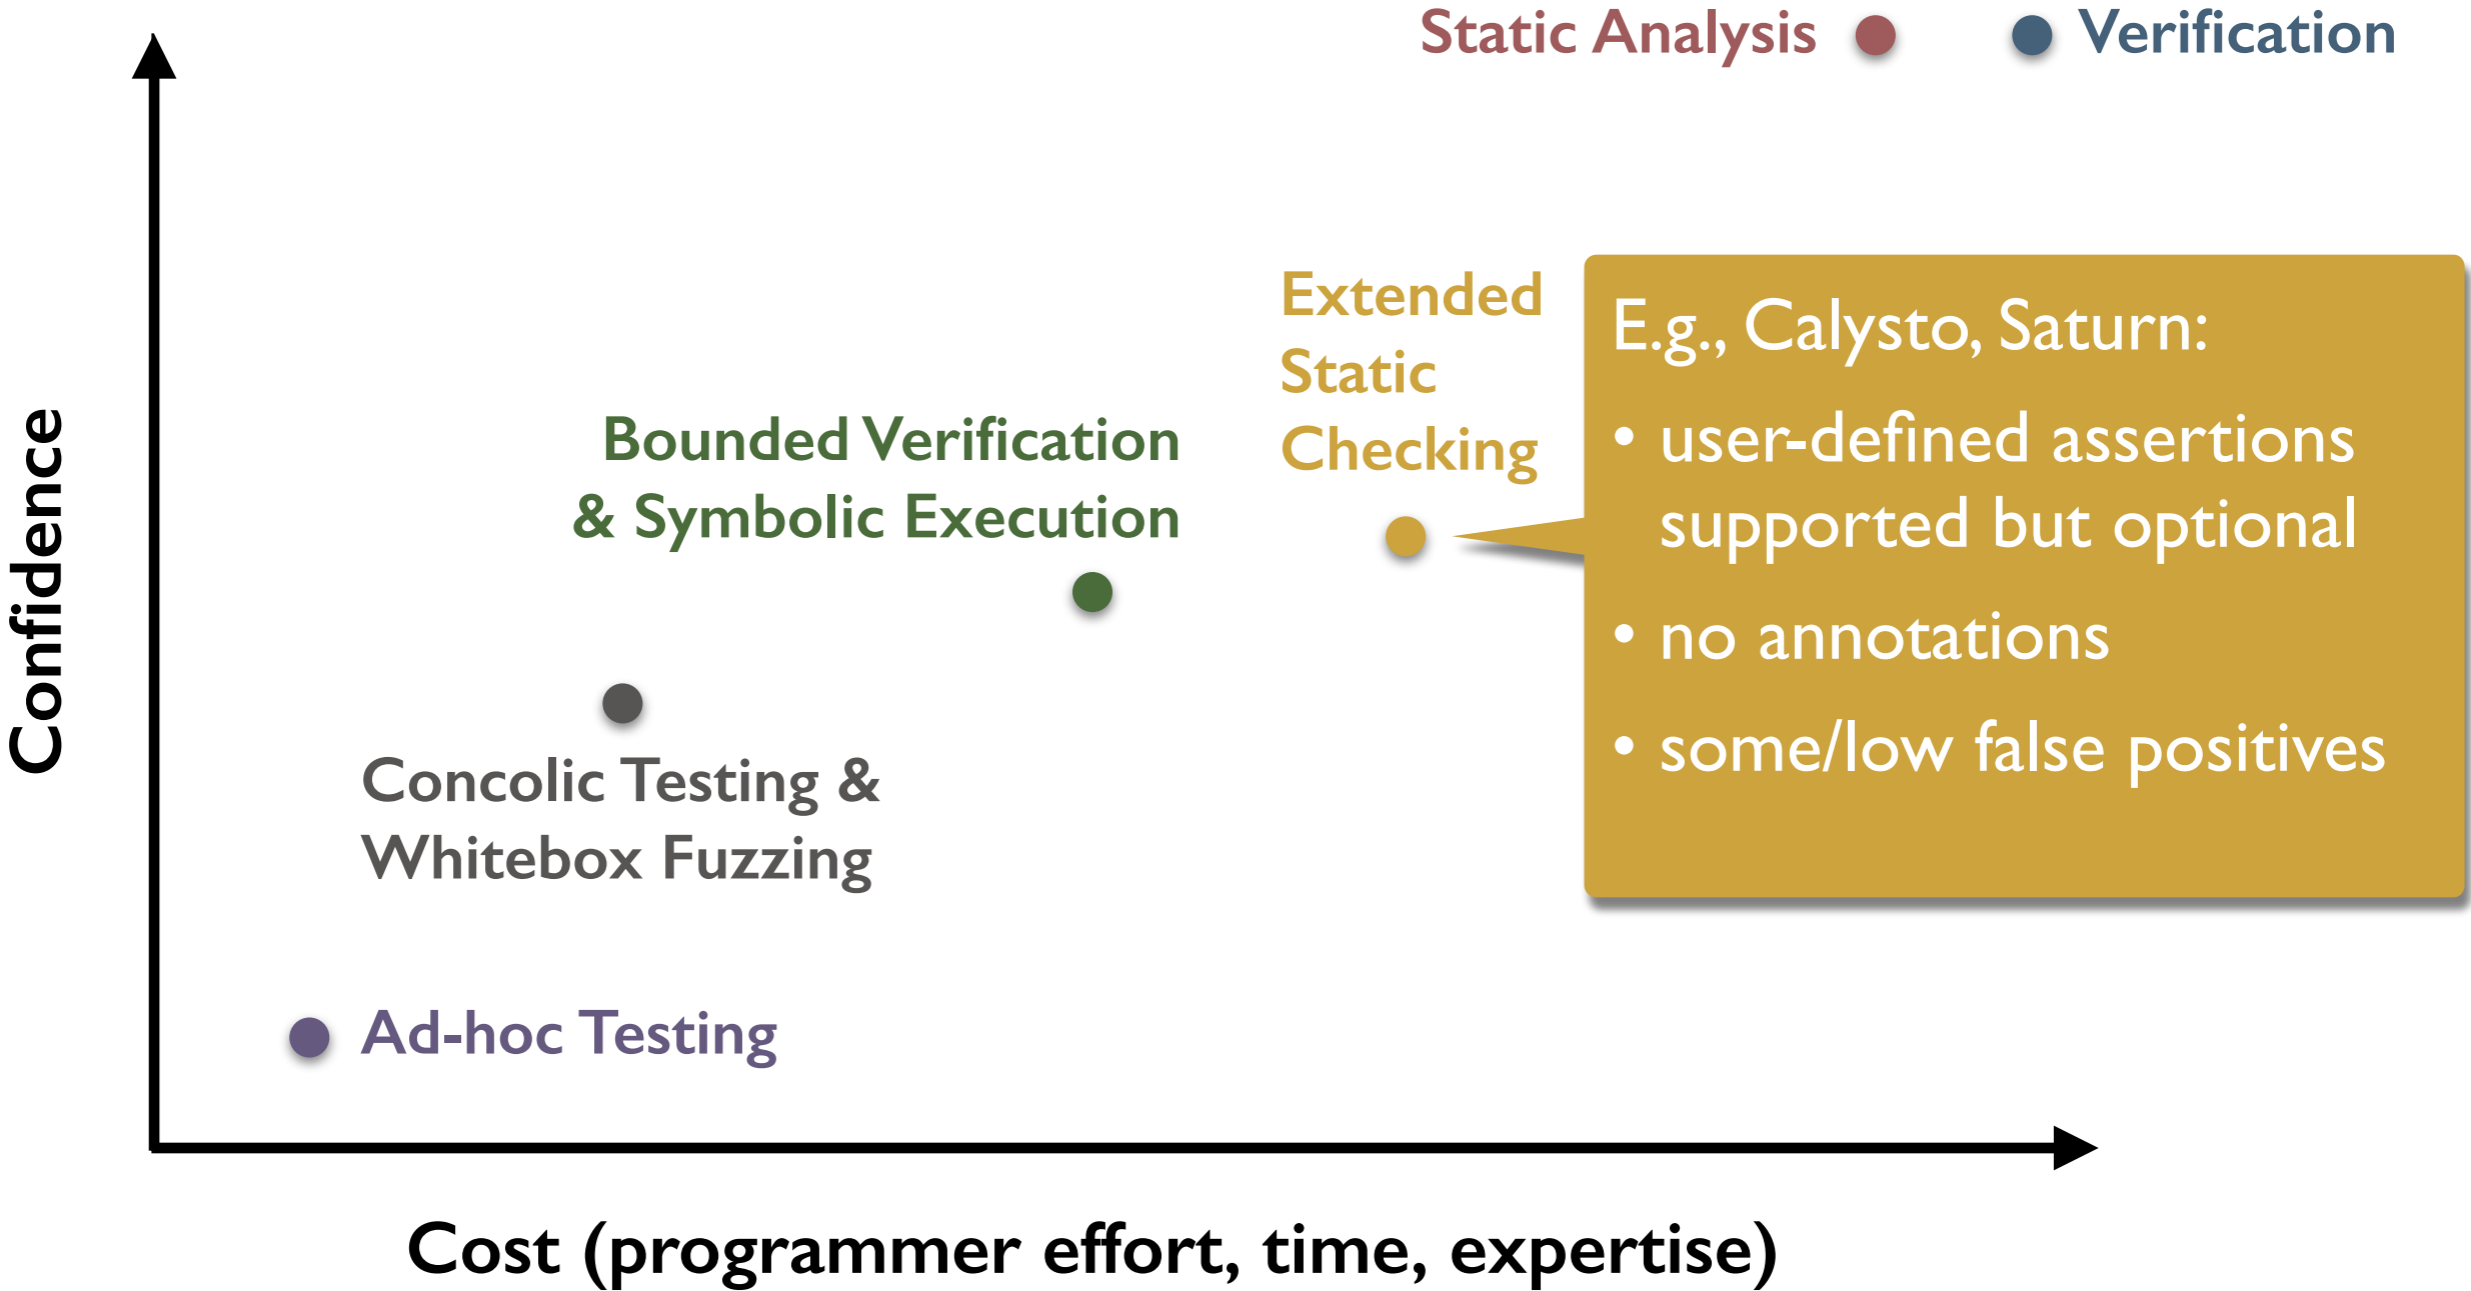 Static Analysis
Verification
Extended
Static
Checking
E.g., Calysto, Saturn:
• user-defined assertions
supported but optional
• no annotations
• some/low false positives
Bounded Verification
& Symbolic Execution
Concolic Testing &
Whitebox Fuzzing
Ad-hoc Testing
Confidence
Cost (programmer effort, time, expertise)